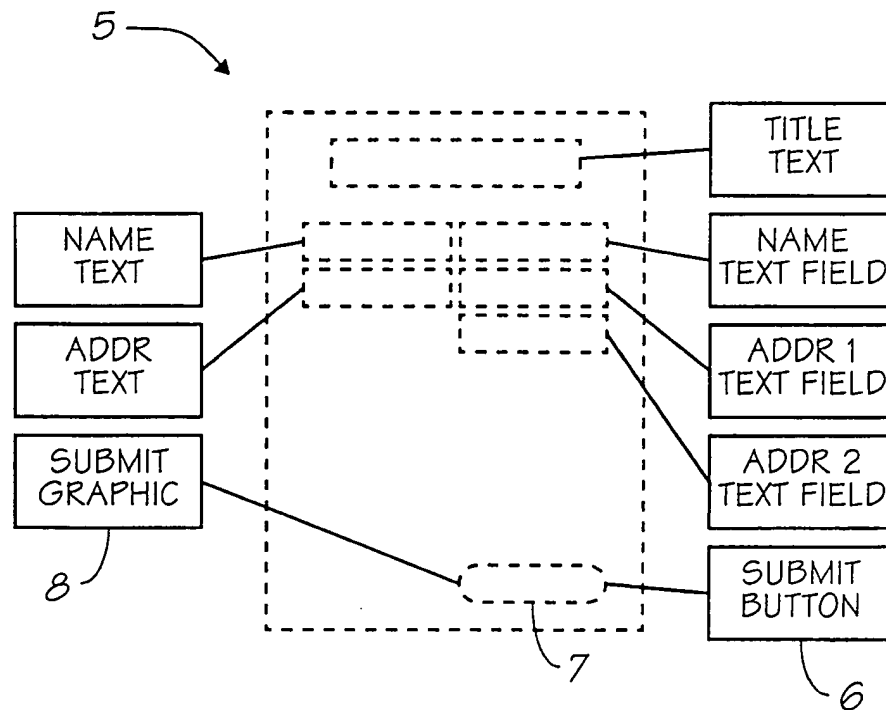 5
TITLE
TEXT
NAME
TEXT
NAME
TEXT FIELD
ADDR
TEXT
ADDR 1
TEXT FIELD
SUBMIT
GRAPHIC
ADDR 2
TEXT FIELD
8
SUBMIT
BUTTON
7
6